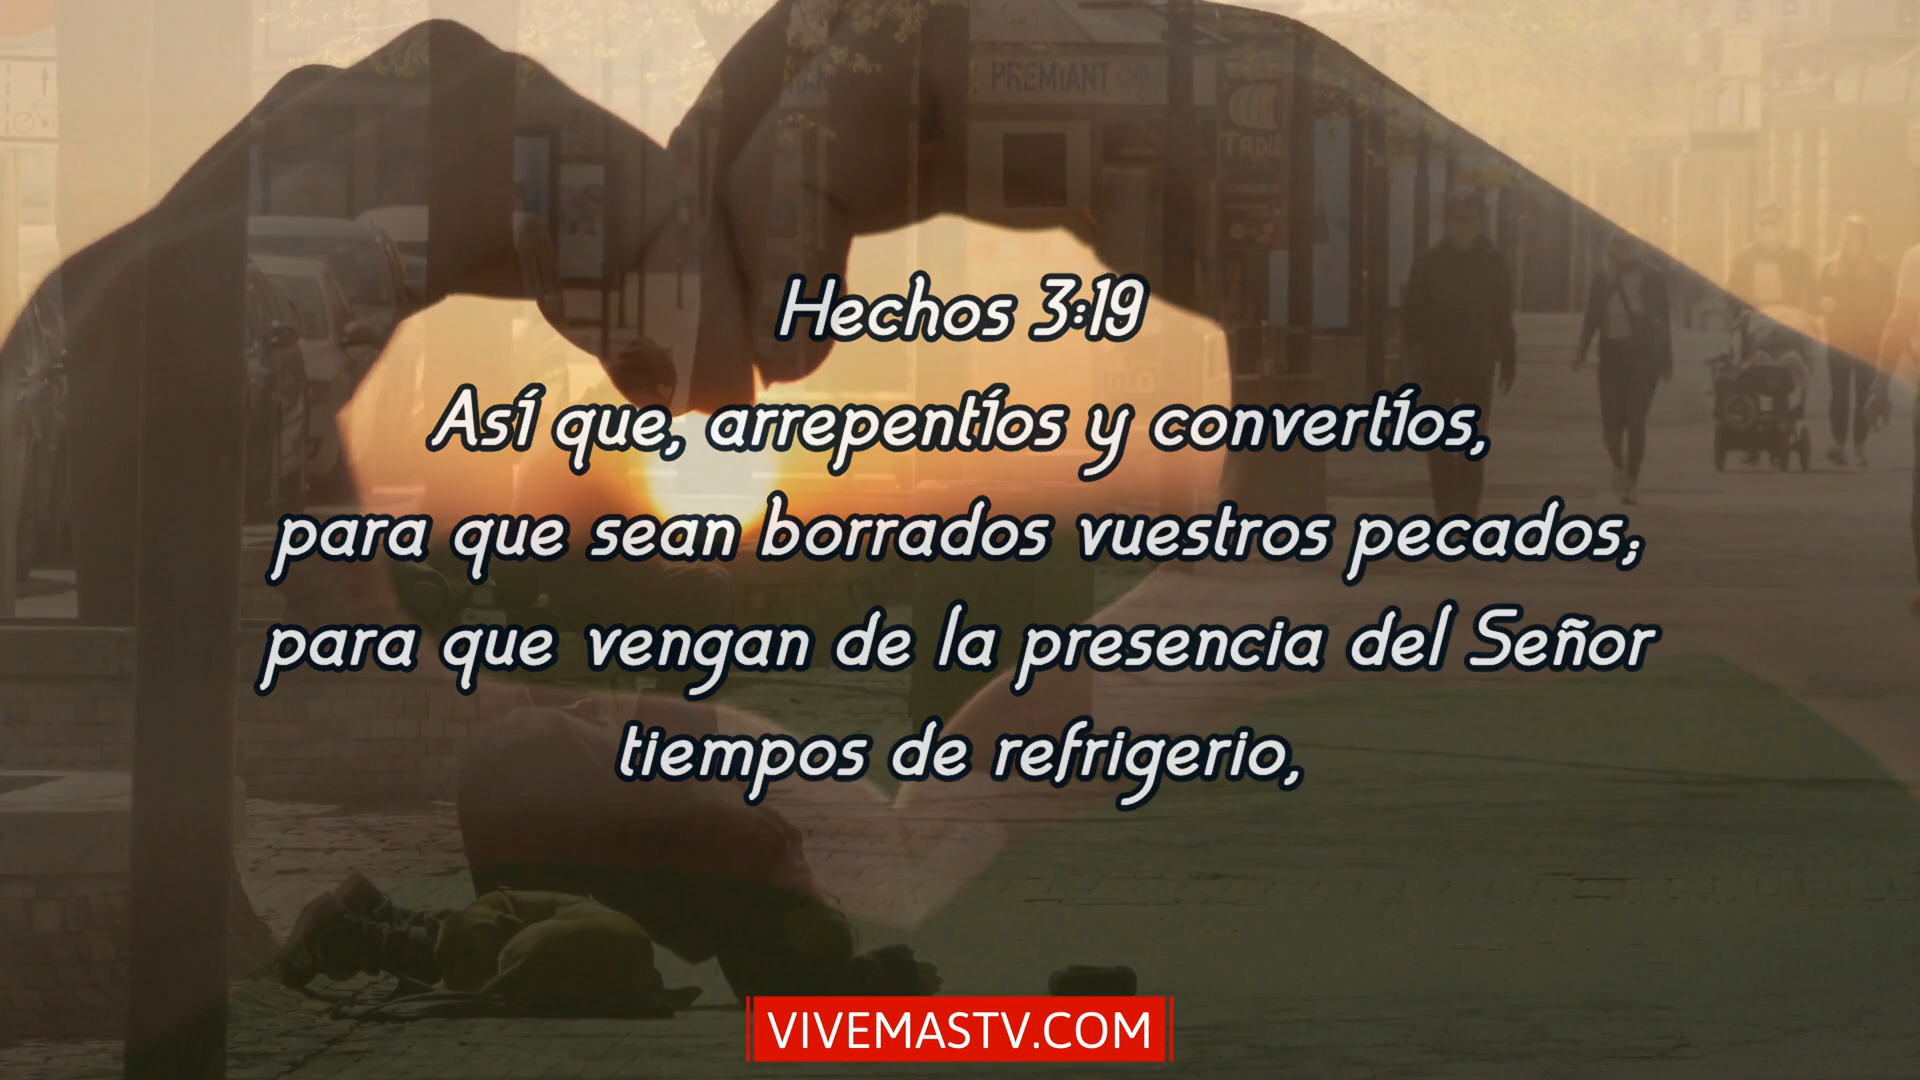 PREMIANT
Hechos 3:19
Así que, arrepentíos y convertíos,
para que sean borrados vuestros pecados;
para que vengan de la presencia del Señor
tiempos de refrigerio,
VIVEMASTV.COM